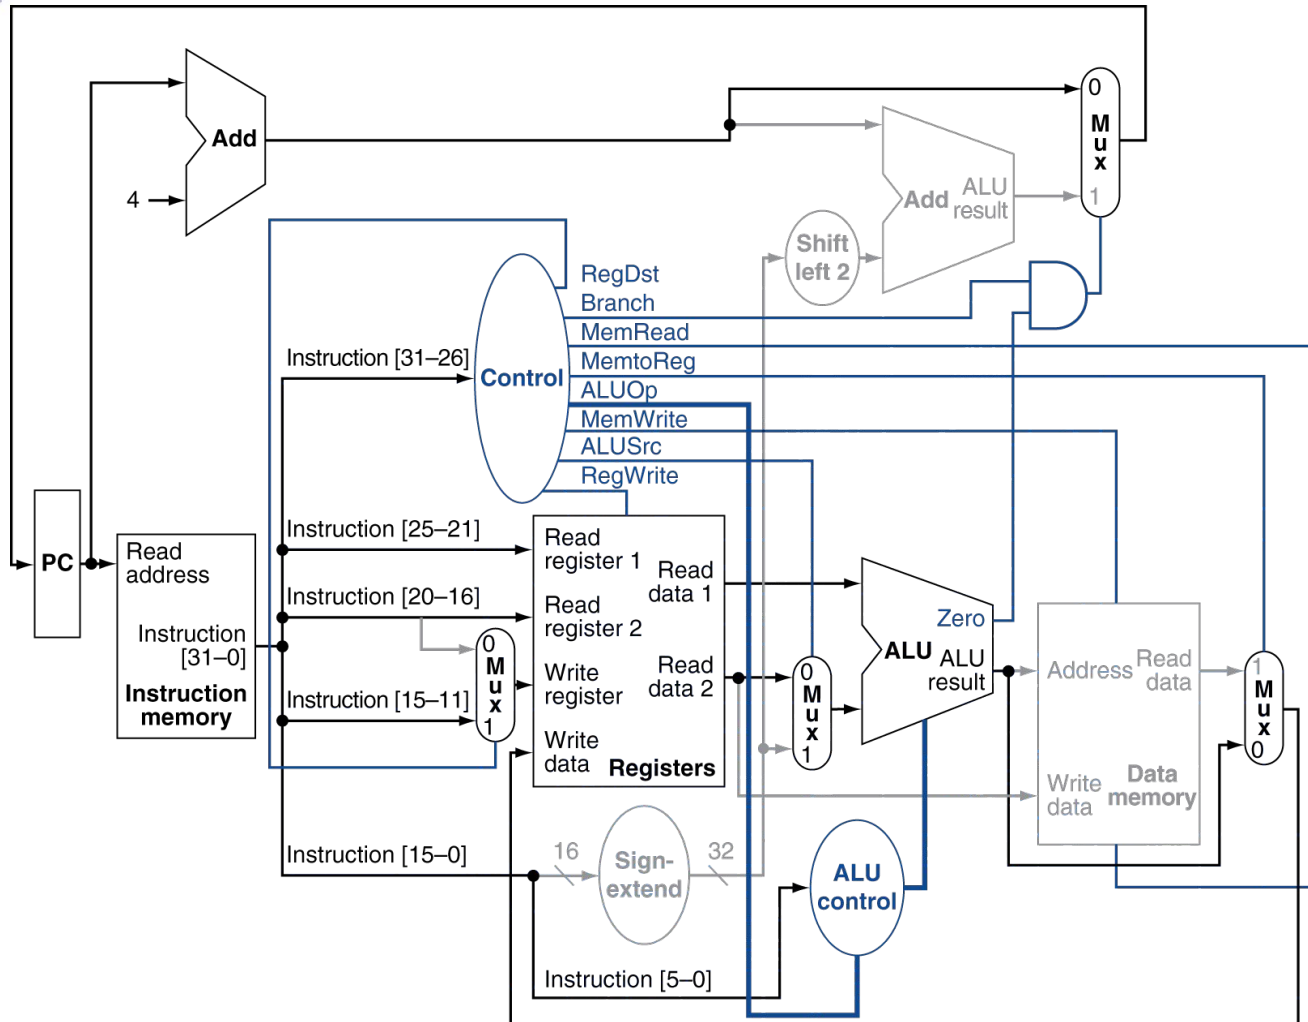 0
M
u
x
1
Add
4
ALU
Add
result
Shift
left 2
RegDst
Branch
MemRead
MemtoReg
ALUOp
MemWrite
ALUSrc
RegWrite
Instruction [31–26]
Control
PC
Read
address
Instruction
[31–0]
Instruction
memory
Instruction [25–21]
Instruction [20–16]
Instruction [15–11]
Instruction [15–0]
0
M
u
x
1
Read
register 1
Read
register 2
Write
register
Write
data
Read
data 1
Read
data 2
Registers
0
M
u
x
1
Zero
ALU
ALU
result
Address
Read
data
Write
data
Data
memory
1
M
u
x
0
16
Sign-
extend
32
ALU
control
Instruction [5–0]